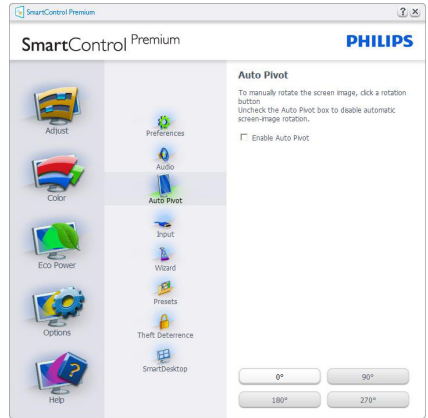 SmartControl Premium
SmartControl Premium
PHILIPS
Adjust
Color
Eco Power
Options
Help
Preferences
Audio
Auto Pivot
Input
Wizard
Presets
Theft Deterrence
SmartDesktop
Auto Pivot
To manually rotate the screen image, click a rotation
button
Uncheck the Auto Pivot box to disable automatic
screen-image rotation.
Enable Auto Pivot
0°
90°
180°
270°